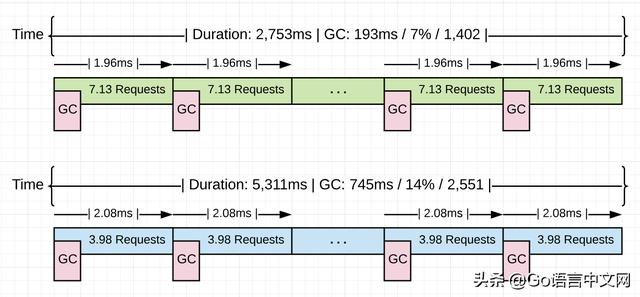 Time | Duration: 2,753ms | GC: 193ms / 7% / 1,402 |
| 1.96ms | | 1.96ms | | 1.96ms | | 1.96ms |
7.13 Requests 7.13 Requests ... 7.13 Requests 7.13 Requests
GC GC GC GC
Time | Duration: 5,311ms | GC: 745ms / 14% / 2,551 |
| 2.08ms | | 2.08ms | | 2.08ms | | 2.08ms |
3.98 Requests 3.98 Requests ... 3.98 Requests 3.98 Requests
GC GC GC GC
头条 @Go语言中文网